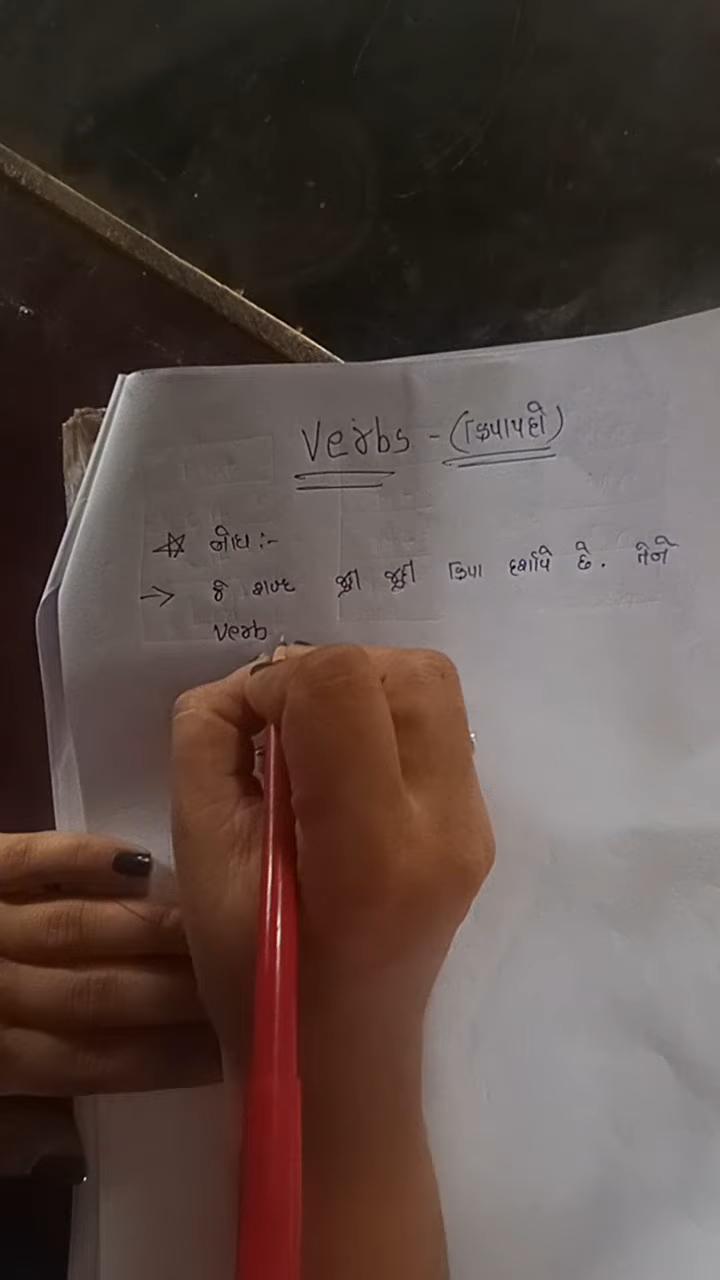 Verbs - (ક્રિયાપદો)
☆ નોંધ :-
→ જે શબ્દ જુદા જુદા ક્રિયા દર્શાવે છે. તેને
Verb